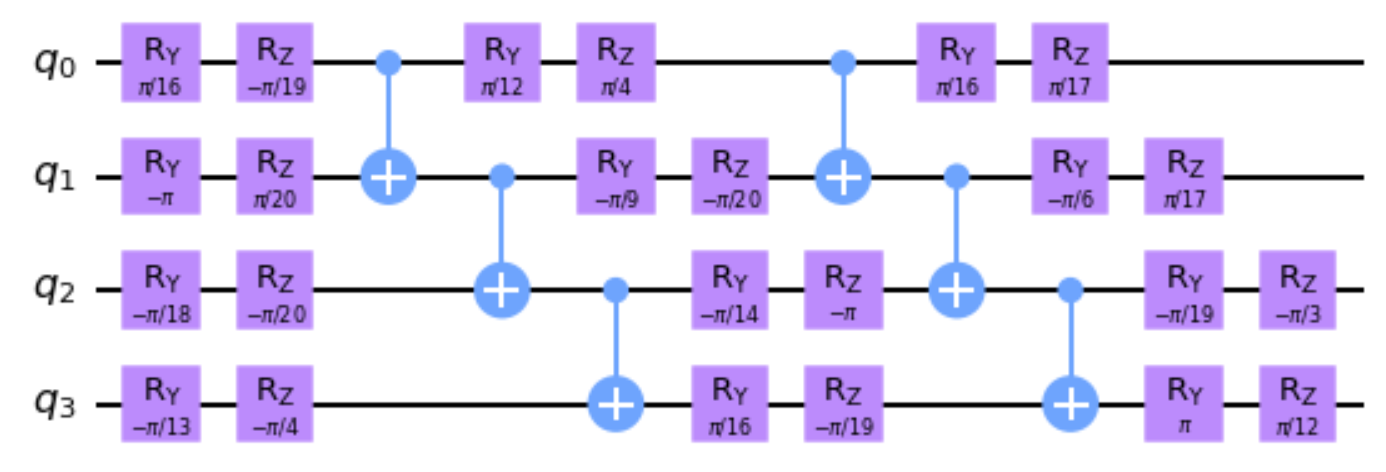 q0 RY π/16 RZ −π/19 RY π/12 RZ π/4 RY π/16 RZ π/17
q1 RY −π RZ π/20 RY −π/9 RZ −π/20 RY −π/6 RZ π/17
q2 RY −π/18 RZ −π/20 RY −π/14 RZ −π RY −π/19 RZ −π/3
q3 RY −π/13 RZ −π/4 RY π/16 RZ −π/19 RY π RZ π/12